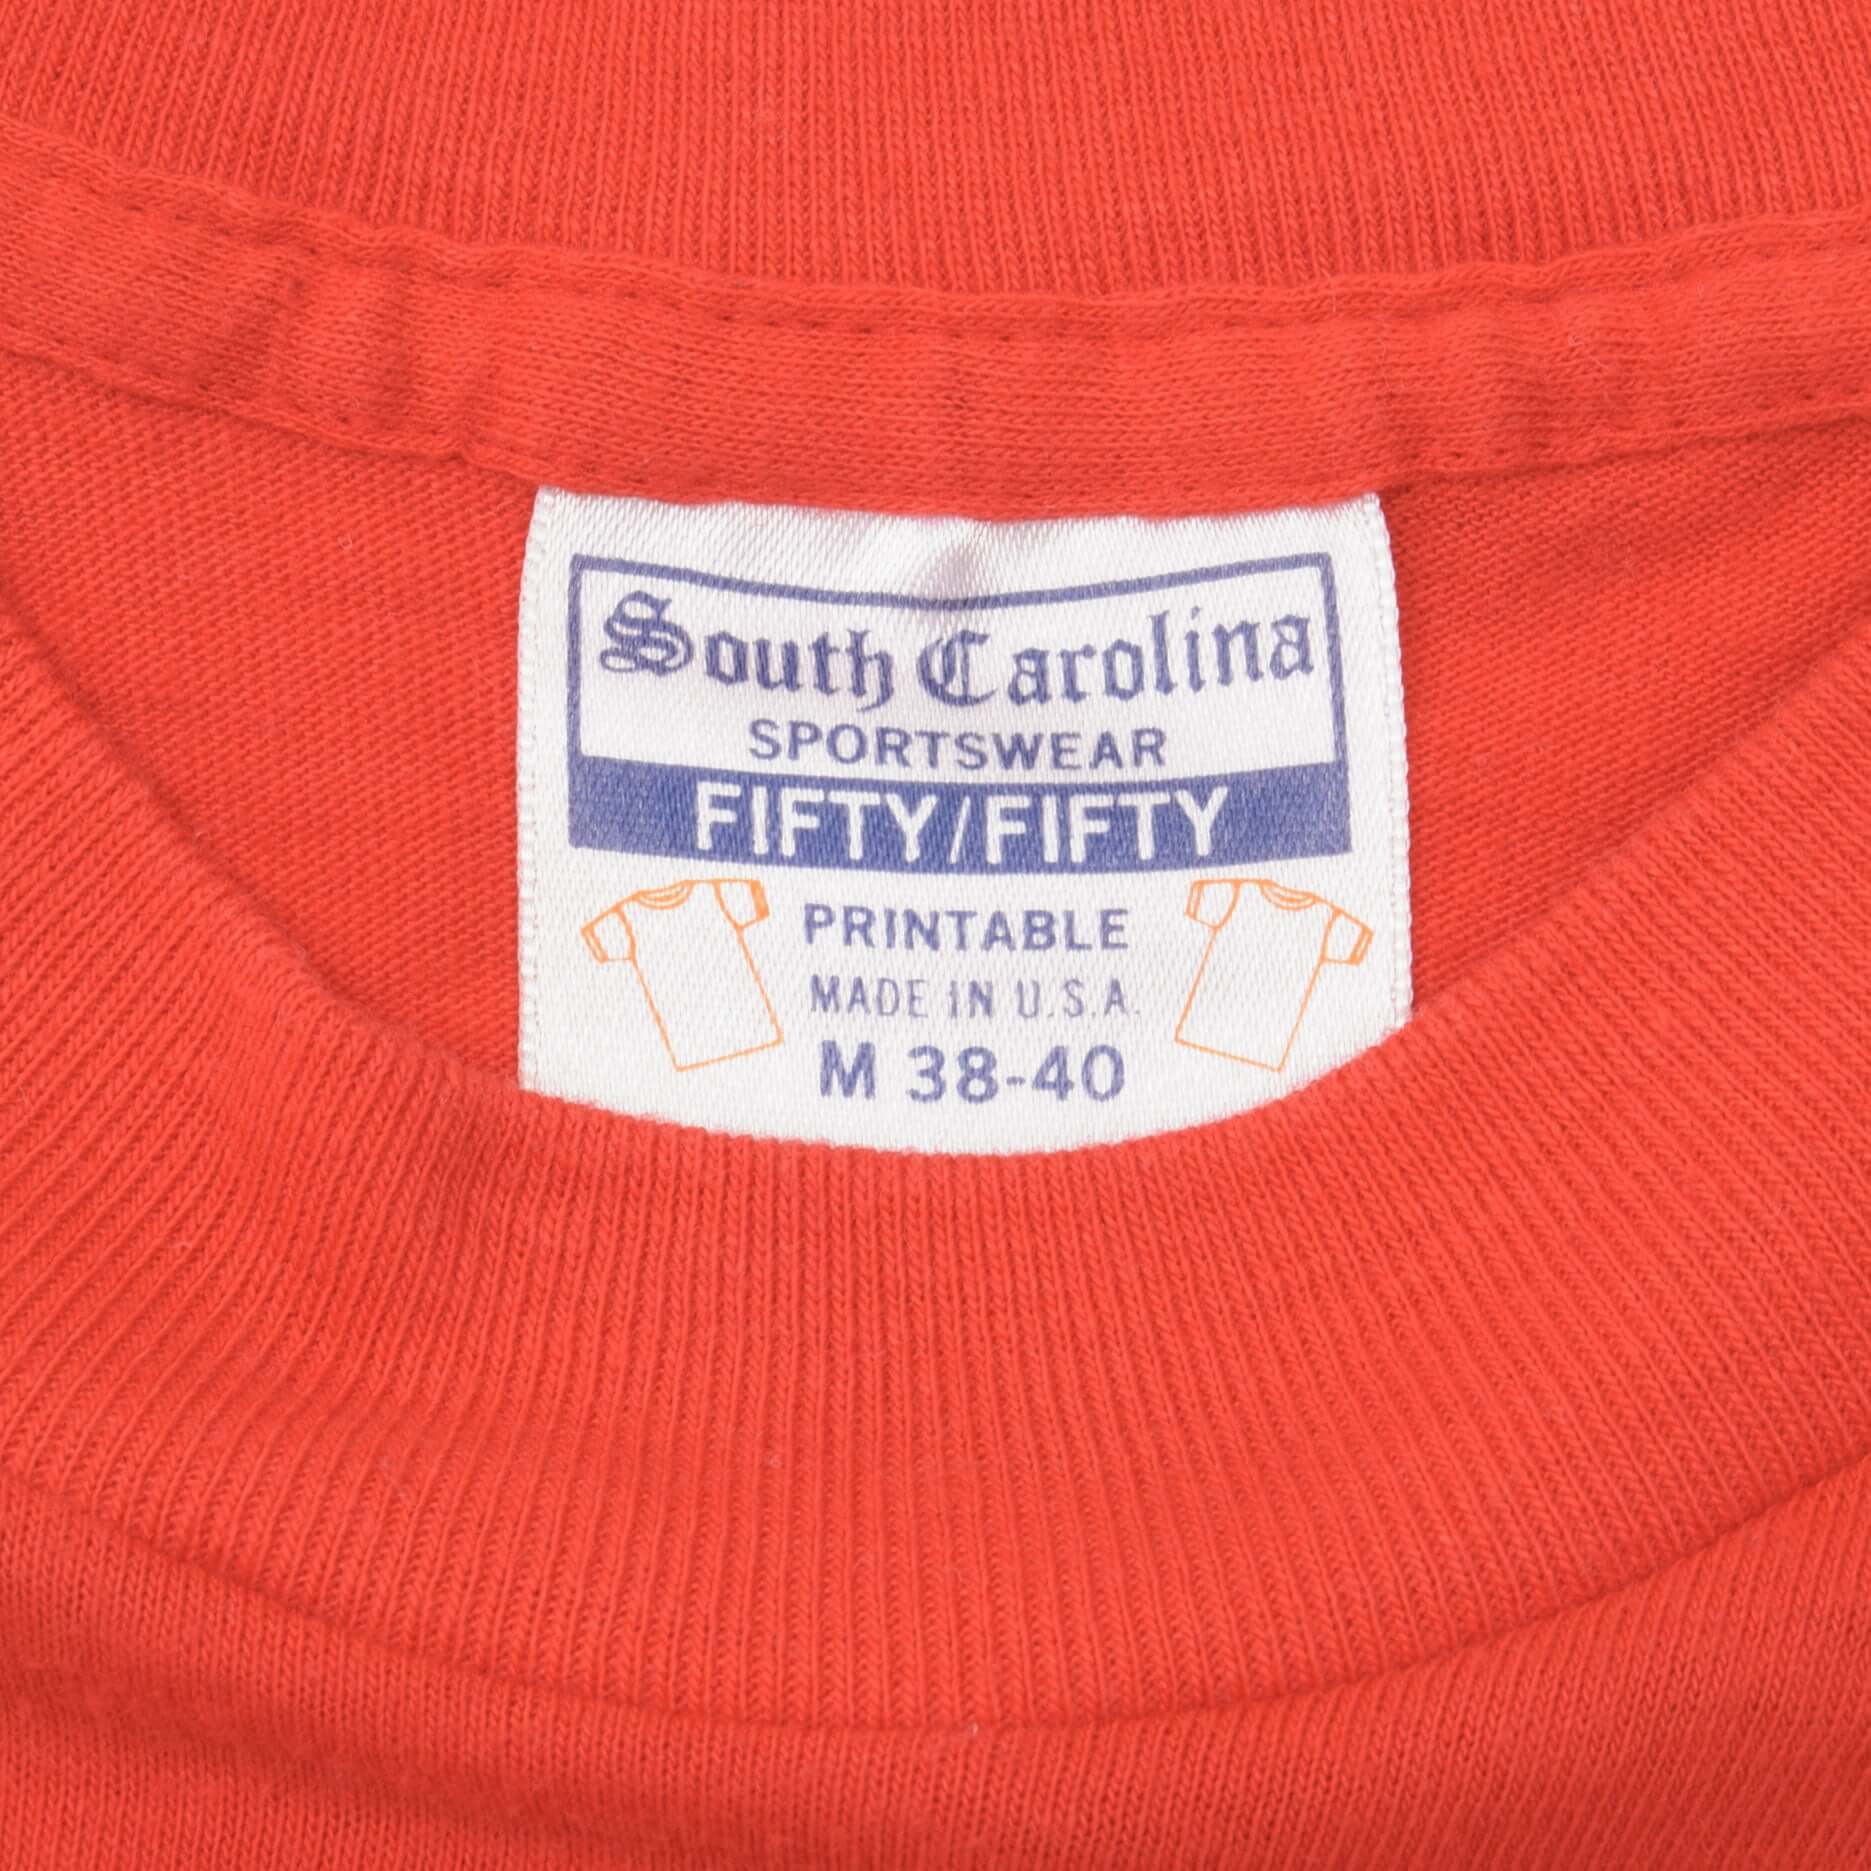 South Carolina
SPORTSWEAR
FIFTY/FIFTY
PRINTABLE
MADE IN U.S.A.
M 38-40